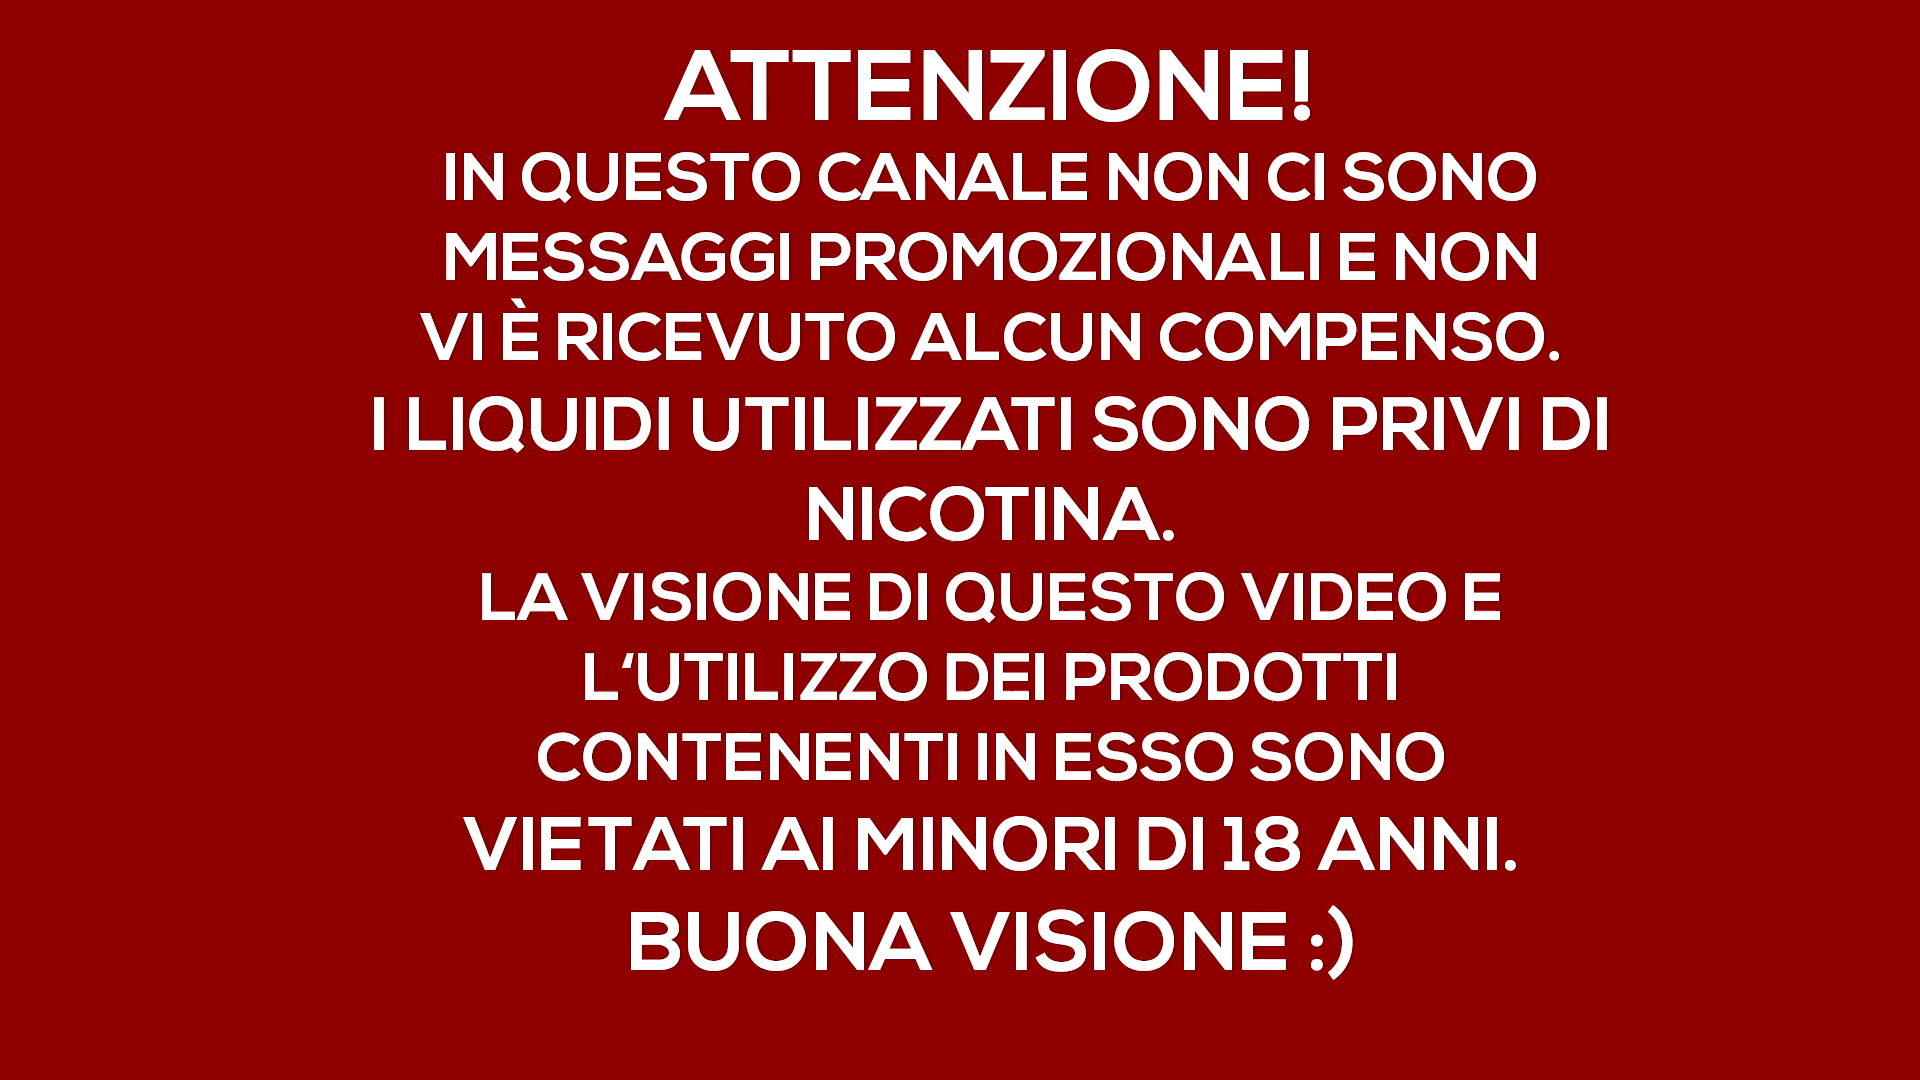 ATTENZIONE!
IN QUESTO CANALE NON CI SONO
MESSAGGI PROMOZIONALI E NON
VI È RICEVUTO ALCUN COMPENSO.
I LIQUIDI UTILIZZATI SONO PRIVI DI
NICOTINA.
LA VISIONE DI QUESTO VIDEO E
L‘UTILIZZO DEI PRODOTTI
CONTENENTI IN ESSO SONO
VIETATI AI MINORI DI 18 ANNI.
BUONA VISIONE :)